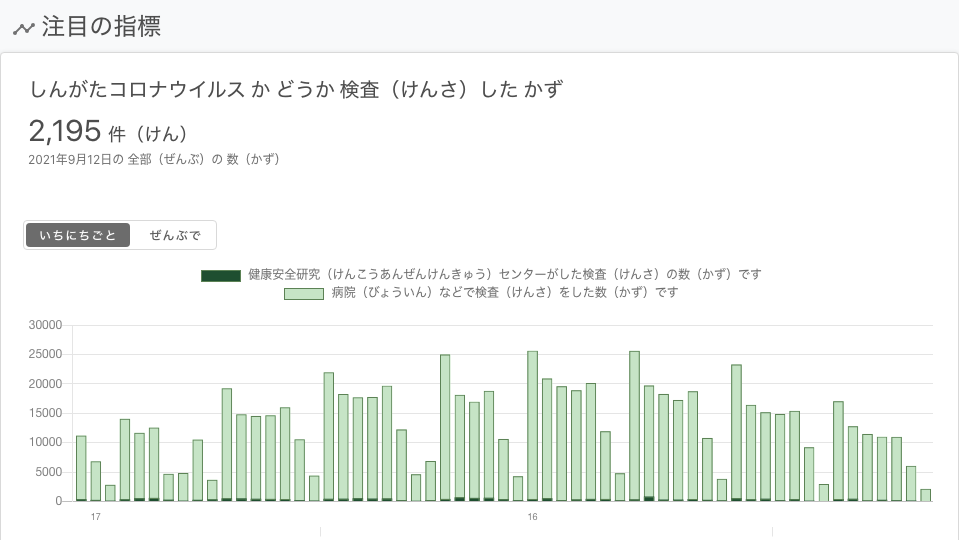 注目の指標
しんがたコロナウイルス か どうか 検査（けんさ）した かず
2,195 件（けん）
2021年9月12日の 全部（ぜんぶ）の 数（かず）
いちにちごと ぜんぶで
健康安全研究（けんこうあんぜんけんきゅう）センターがした検査（けんさ）の数（かず）です
病院（びょういん）などで検査（けんさ）をした数（かず）です
30000
25000
20000
15000
10000
5000
0
17 16